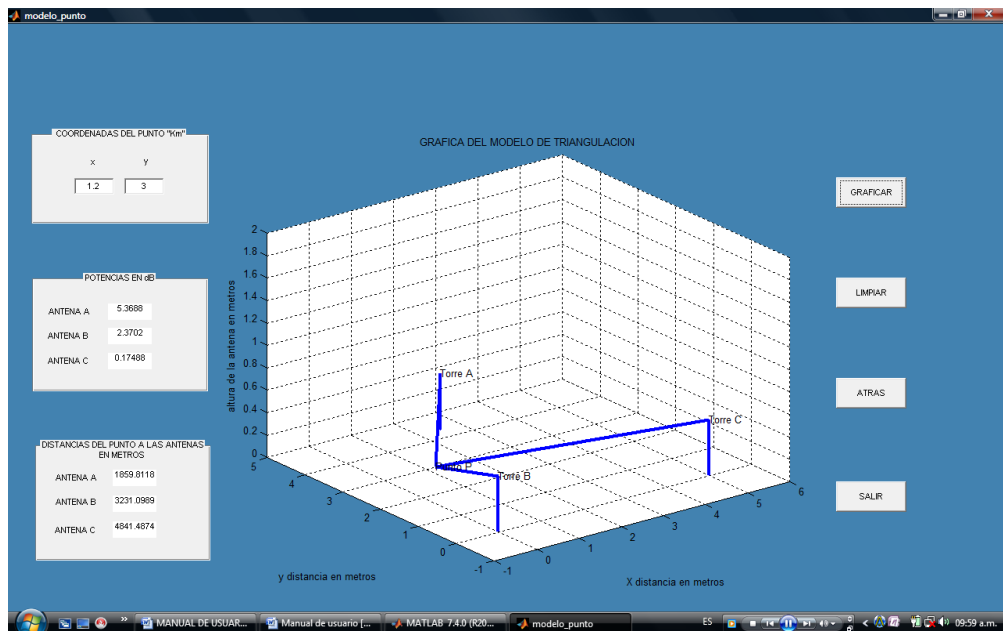 modelo_punto
COORDENADAS DEL PUNTO "Km"
x y
1.2 3
POTENCIAS EN dB
ANTENA A 5.3688
ANTENA B 2.3702
ANTENA C 0.17488
DISTANCIAS DEL PUNTO A LAS ANTENAS
EN METROS
ANTENA A 1859.8118
ANTENA B 3231.0989
ANTENA C 4841.4874
GRAFICA DEL MODELO DE TRIANGULACION
altura de la antena en metros
2
1.8
1.6
1.4
1.2
1
0.8
0.6
0.4
0.2
0
5
4
3
2
1
0
-1
-1
0
1
2
3
4
5
6
Torre A
Punto P
Torre B
Torre C
y distancia en metros
X distancia en metros
GRAFICAR
LIMPIAR
ATRAS
SALIR
MANUAL DE USUAR...
Manual de usuario [...
MATLAB 7.4.0 (R20...
modelo_punto
ES
09:59 a.m.